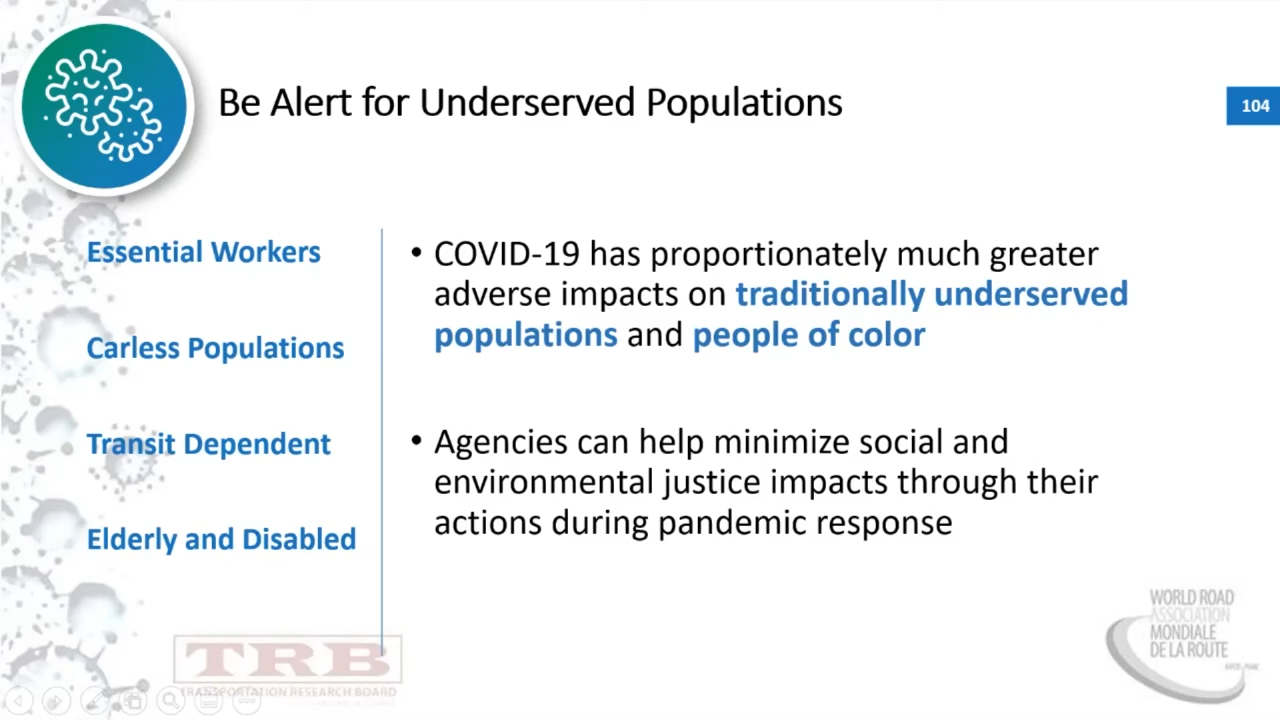 Be Alert for Underserved Populations
104
Essential Workers
Carless Populations
Transit Dependent
Elderly and Disabled
• COVID-19 has proportionately much greater
adverse impacts on traditionally underserved
populations and people of color
• Agencies can help minimize social and
environmental justice impacts through their
actions during pandemic response
TRB
TRANSPORTATION RESEARCH BOARD
WORLD ROAD
ASSOCIATION
MONDIALE
DE LA ROUTE